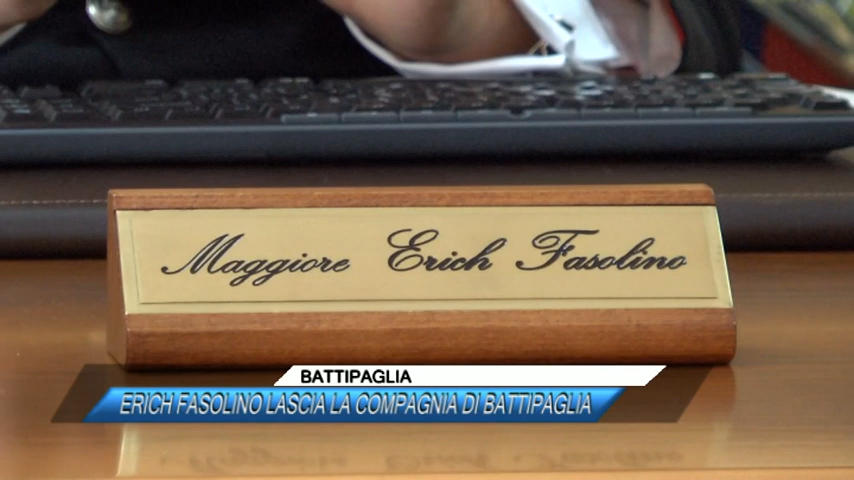 Maggiore Erich Fasolino
BATTIPAGLIA
ERICH FASOLINO LASCIA LA COMPAGNIA DI BATTIPAGLIA